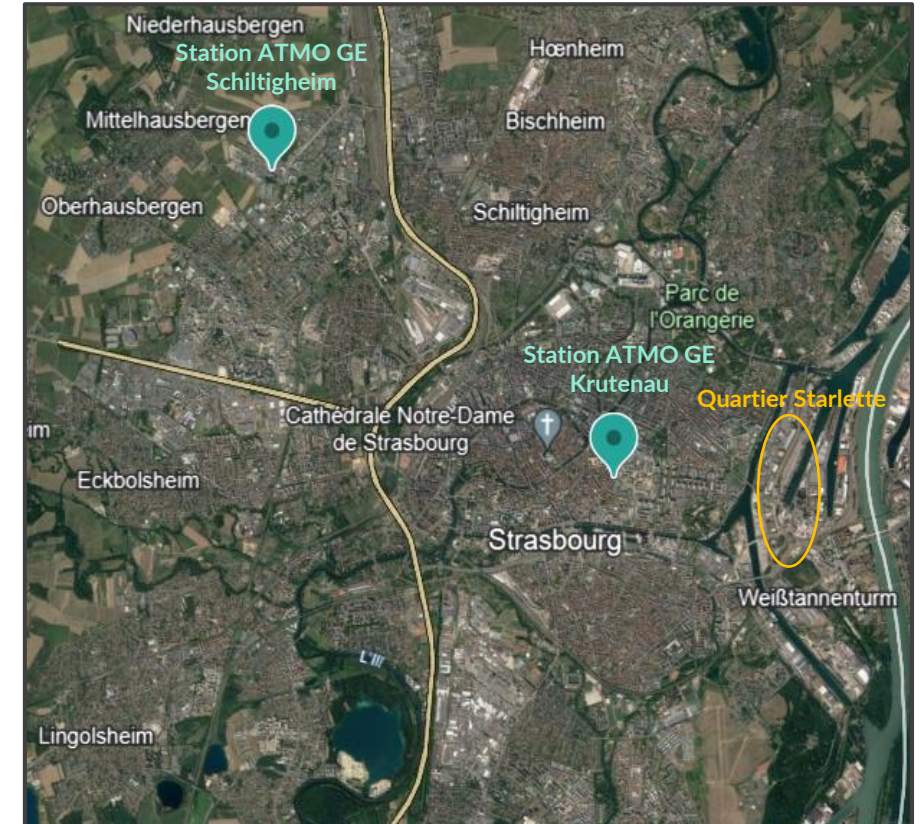 Niederhausbergen
Station ATMO GE
Schiltigheim
Hœnheim
Mittelhausbergen
Bischheim
Oberhausbergen
Schiltigheim
Parc de
l'Orangerie
Station ATMO GE
Krutenau
Quartier Starlette
Cathédrale Notre-Dame
de Strasbourg
im
Eckbolsheim
Strasbourg
Weißtannenturm
L'Ill
Lingolsheim